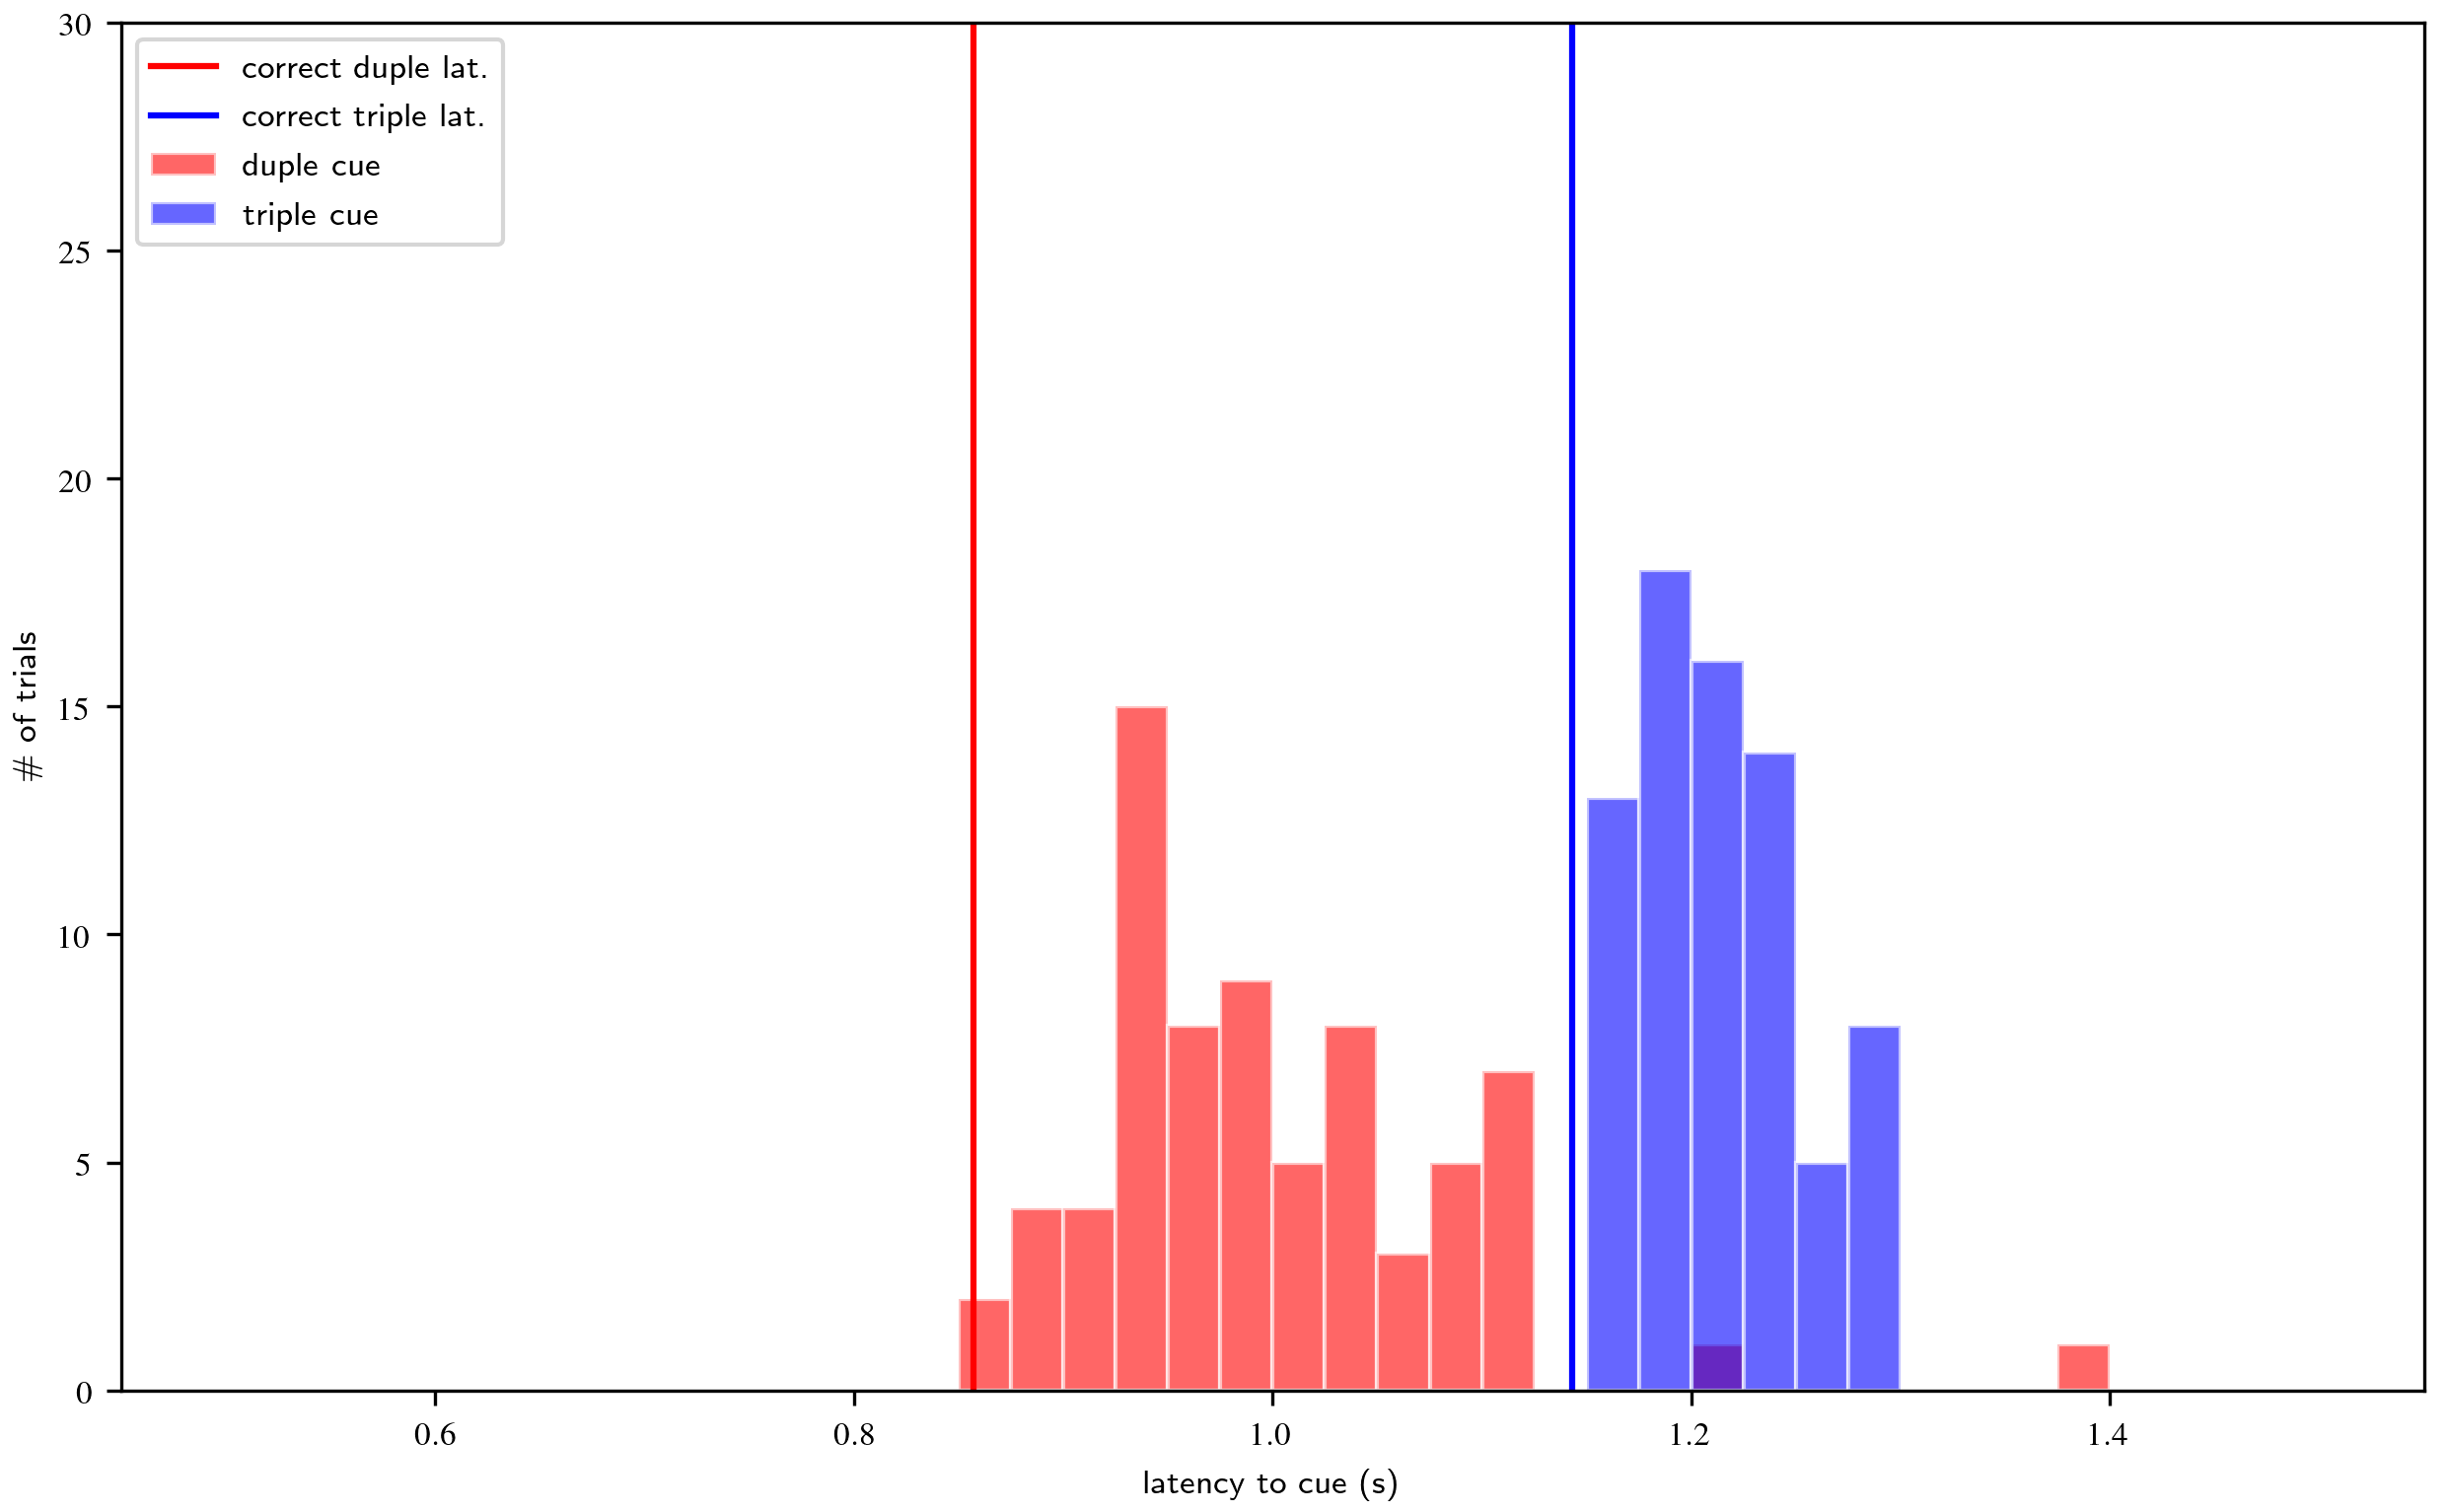 30
25
20
15
10
5
0
# of trials
correct duple lat.
correct triple lat.
duple cue
triple cue
0.6 0.8 1.0 1.2 1.4
latency to cue (s)